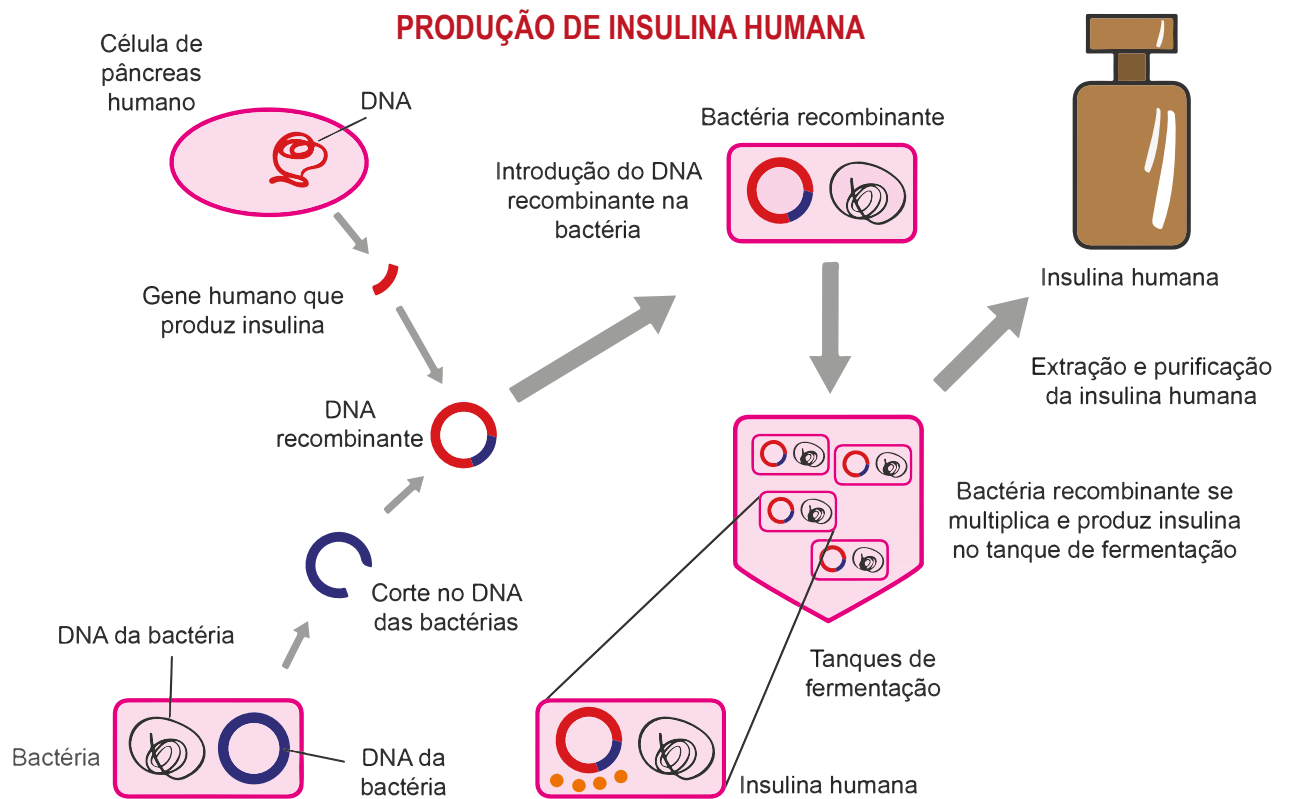 PRODUÇÃO DE INSULINA HUMANA
Célula de
pâncreas
humano
DNA
Gene humano que
produz insulina
DNA
recombinante
Corte no DNA
das bactérias
DNA da bactéria
Bactéria
DNA da
bactéria
Introdução do DNA
recombinante na
bactéria
Bactéria recombinante
Bactéria recombinante se
multiplica e produz insulina
no tanque de fermentação
Tanques de
fermentação
Insulina humana
Extração e purificação
da insulina humana
Insulina humana